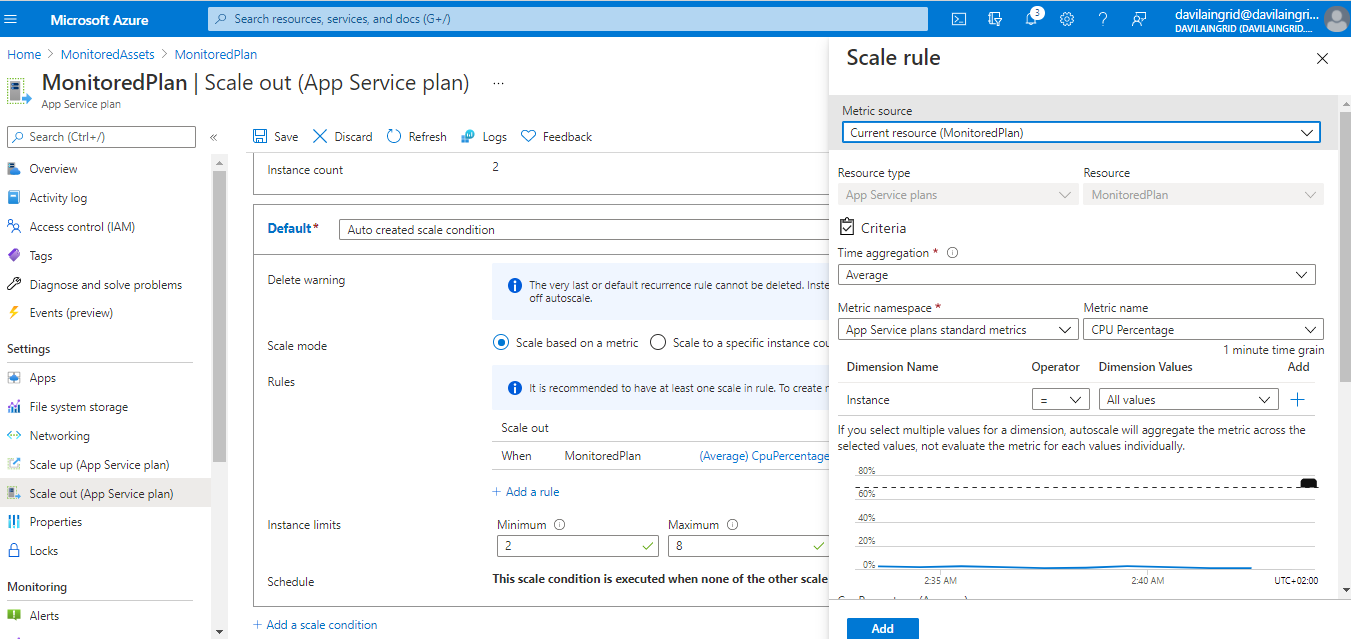 Microsoft Azure
Search resources, services, and docs (G+/)
3
davilaingrid@davilaingri...
DAVILAINGRID (DAVILAINGRID....
Home > MonitoredAssets > MonitoredPlan
MonitoredPlan | Scale out (App Service plan) ...
App Service plan
Search (Ctrl+/) «
Overview
Activity log
Access control (IAM)
Tags
Diagnose and solve problems
Events (preview)
Settings
Apps
File system storage
Networking
Scale up (App Service plan)
Scale out (App Service plan)
Properties
Locks
Monitoring
Alerts
Save Discard Refresh Logs Feedback
Instance count 2
Default* Auto created scale condition
Delete warning
The very last or default recurrence rule cannot be deleted. Inste
off autoscale.
Scale mode Scale based on a metric Scale to a specific instance cou
Rules
It is recommended to have at least one scale in rule. To create
Scale out
When MonitoredPlan (Average) CpuPercentage
+ Add a rule
Instance limits Minimum Maximum
2 8
Schedule This scale condition is executed when none of the other scale
+ Add a scale condition
Scale rule
Metric source
Current resource (MonitoredPlan)
Resource type Resource
App Service plans MonitoredPlan
Criteria
Time aggregation *
Average
Metric namespace * Metric name
App Service plans standard metrics CPU Percentage
1 minute time grain
Dimension Name Operator Dimension Values Add
Instance = All values +
If you select multiple values for a dimension, autoscale will aggregate the metric across the
selected values, not evaluate the metric for each values individually.
80%
60%
40%
20%
0%
2:35 AM 2:40 AM UTC+02:00
Add